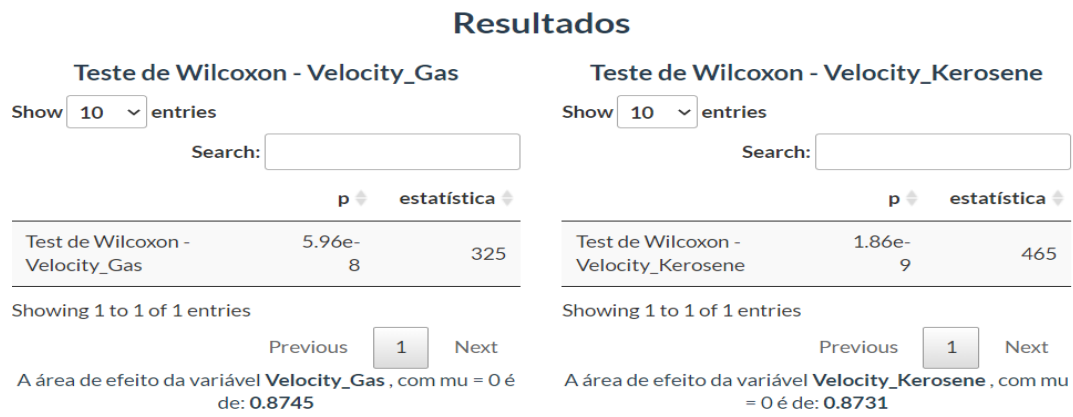 Resultados
Teste de Wilcoxon - Velocity_Gas
Show 10 entries
Search:
p estatística
Test de Wilcoxon -
Velocity_Gas
5.96e-
8
325
Showing 1 to 1 of 1 entries
Previous 1 Next
A área de efeito da variável Velocity_Gas , com mu = 0 é
de: 0.8745
Teste de Wilcoxon - Velocity_Kerosene
Show 10 entries
Search:
p estatística
Test de Wilcoxon -
Velocity_Kerosene
1.86e-
9
465
Showing 1 to 1 of 1 entries
Previous 1 Next
A área de efeito da variável Velocity_Kerosene , com mu
= 0 é de: 0.8731